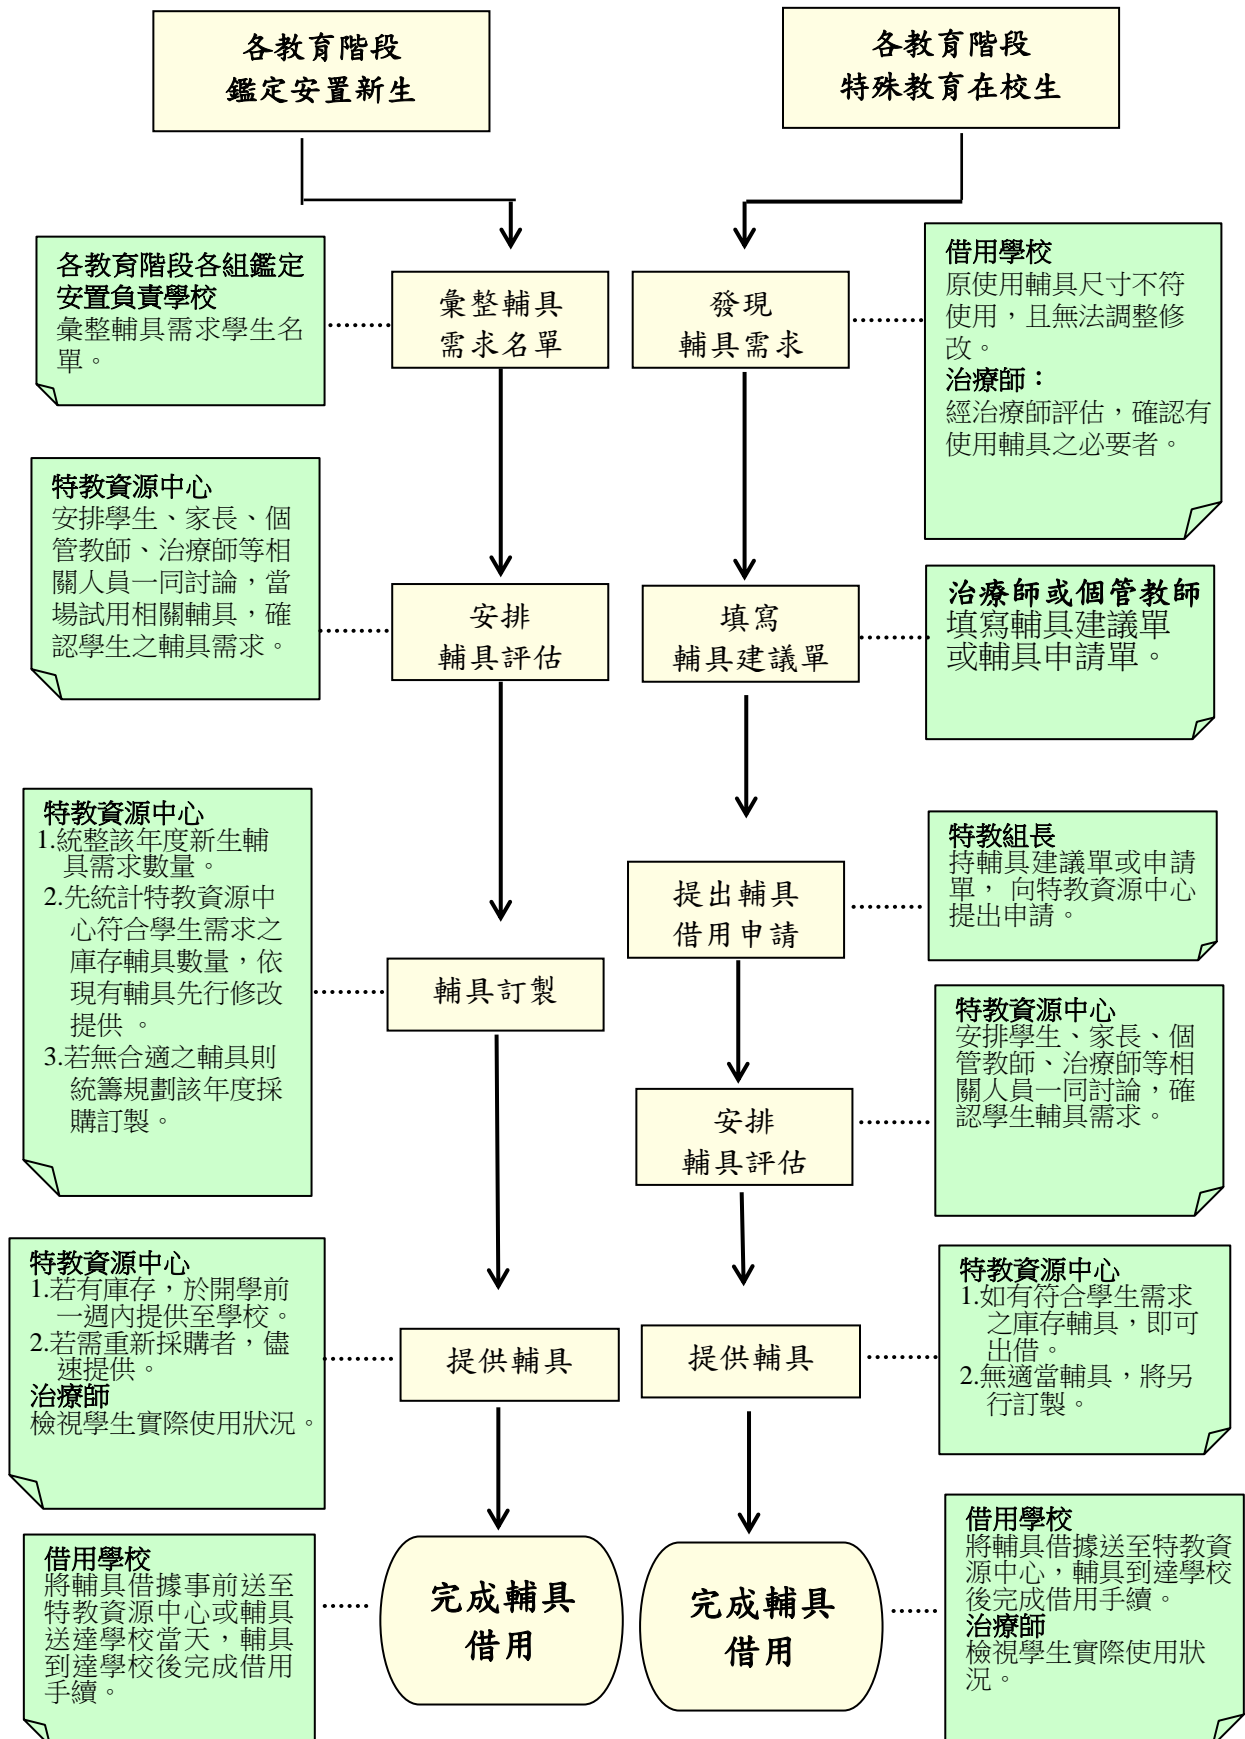 各教育階段
鑑定安置新生
各教育階段
特殊教育在校生
各教育階段各組鑑定
安置負責學校
彙整輔具需求學生名
單。
彙整輔具
需求名單
發現
輔具需求
借用學校
原使用輔具尺寸不符
使用，且無法調整修
改。
治療師：
經治療師評估，確認有
使用輔具之必要者。
特教資源中心
安排學生、家長、個
管教師、治療師等相
關人員一同討論，當
場試用相關輔具，確
認學生之輔具需求。
安排
輔具評估
填寫
輔具建議單
治療師或個管教師
填寫輔具建議單
或輔具申請單。
特教資源中心
1.統整該年度新生輔
具需求數量。
2.先統計特教資源中
心符合學生需求之
庫存輔具數量，依
現有輔具先行修改
提供 。
3.若無合適之輔具則
統籌規劃該年度採
購訂製。
輔具訂製
提出輔具
借用申請
特教組長
持輔具建議單或申請
單， 向特教資源中心
提出申請。
安排
輔具評估
特教資源中心
安排學生、家長、個
管教師、治療師等相
關人員一同討論，確
認學生輔具需求。
特教資源中心
1.若有庫存，於開學前
一週內提供至學校。
2.若需重新採購者，儘
速提供。
治療師
檢視學生實際使用狀況。
提供輔具
提供輔具
特教資源中心
1.如有符合學生需求
之庫存輔具，即可
出借。
2.無適當輔具，將另
行訂製。
借用學校
將輔具借據事前送至
特教資源中心或輔具
送達學校當天，輔具
到達學校後完成借用
手續。
完成輔具
借用
完成輔具
借用
借用學校
將輔具借據送至特教資
源中心，輔具到達學校
後完成借用手續。
治療師
檢視學生實際使用狀
況。